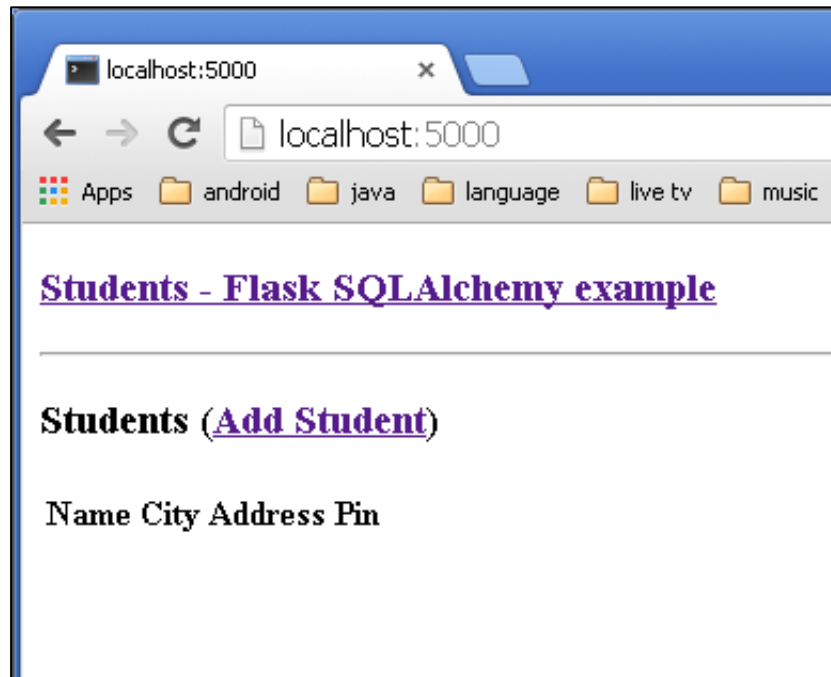 localhost:5000
localhost:5000
Apps android java language live tv music
Students - Flask SQLAlchemy example
Students (Add Student)
Name City Address Pin